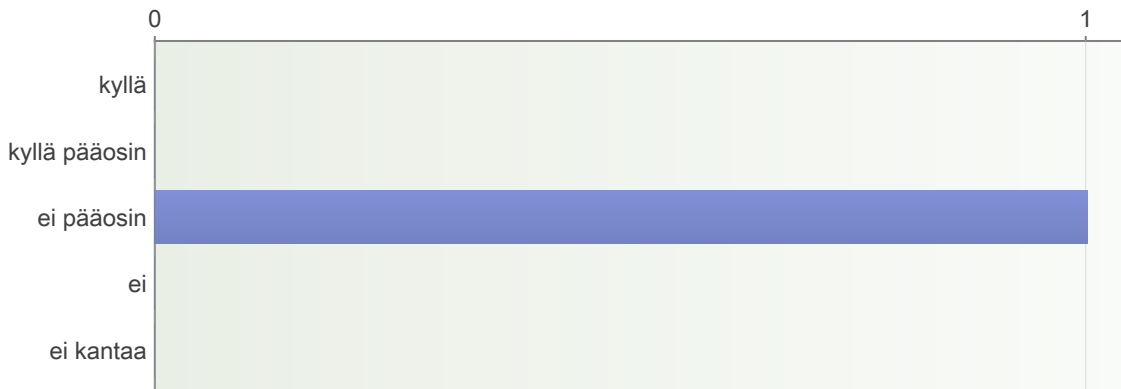 0 1
kyllä
kyllä pääosin
ei pääosin
ei
ei kantaa